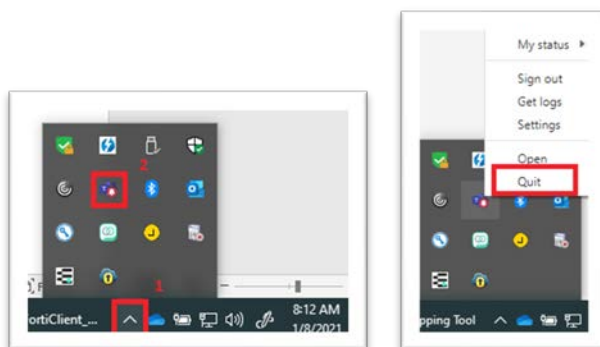 2
1
ortiClient_...
8:12 AM
1/8/2021
My status
Sign out
Get logs
Settings
Open
Quit
pping Tool